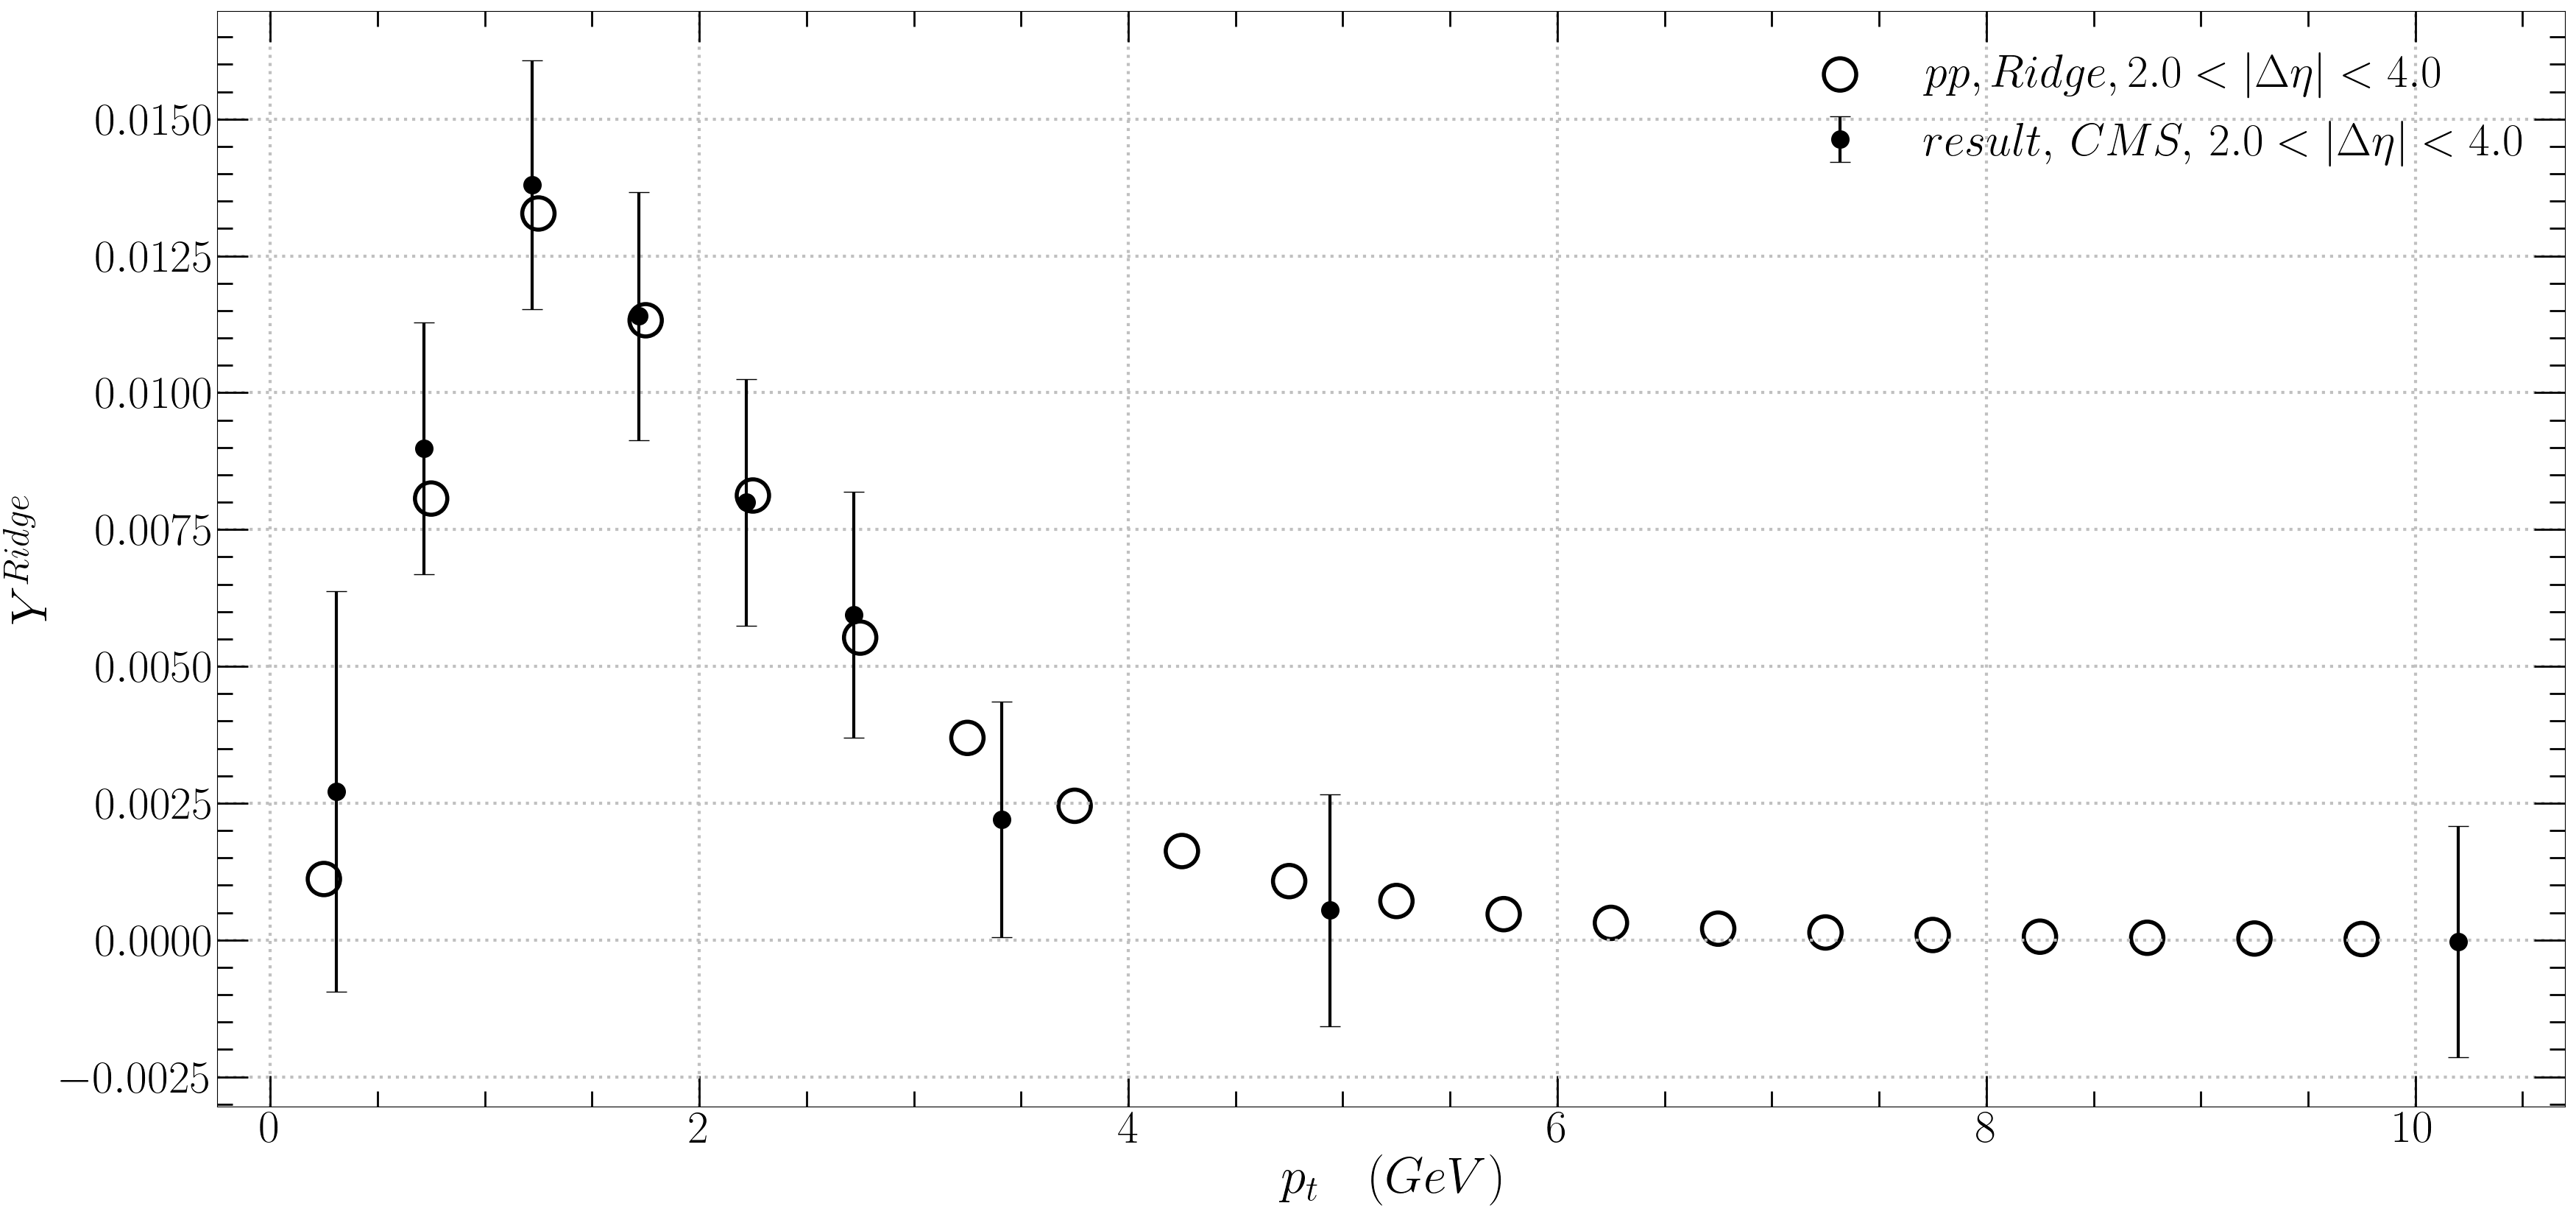 pp, Ridge, 2.0 < |Δη| < 4.0
result, CMS, 2.0 < |Δη| < 4.0
0.0150
0.0125
0.0100
0.0075
0.0050
0.0025
0.0000
−0.0025
Y^{Ridge}
0 2 4 6 8 10
p_t (GeV)